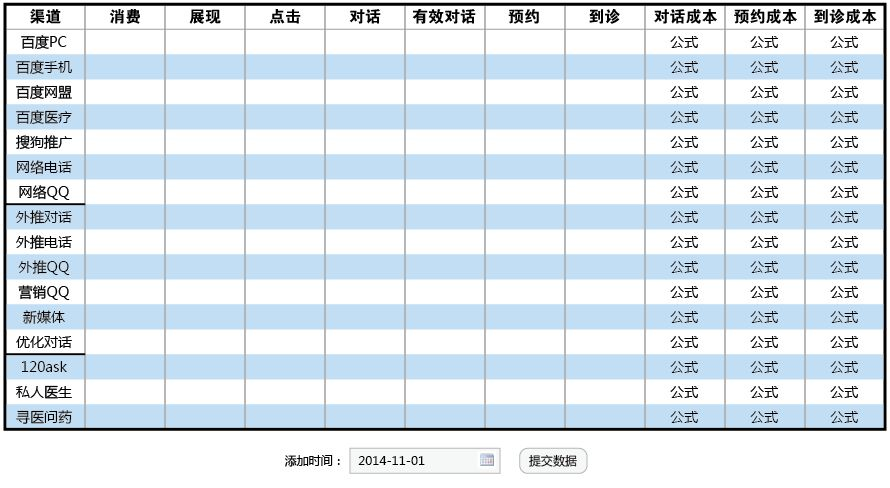 渠道 消费 展现 点击 对话 有效对话 预约 到诊 对话成本 预约成本 到诊成本
百度PC 公式 公式 公式
百度手机 公式 公式 公式
百度网盟 公式 公式 公式
百度医疗 公式 公式 公式
搜狗推广 公式 公式 公式
网络电话 公式 公式 公式
网络QQ 公式 公式 公式
外推对话 公式 公式 公式
外推电话 公式 公式 公式
外推QQ 公式 公式 公式
营销QQ 公式 公式 公式
新媒体 公式 公式 公式
优化对话 公式 公式 公式
120ask 公式 公式 公式
私人医生 公式 公式 公式
寻医问药 公式 公式 公式
添加时间： 2014-11-01 提交数据